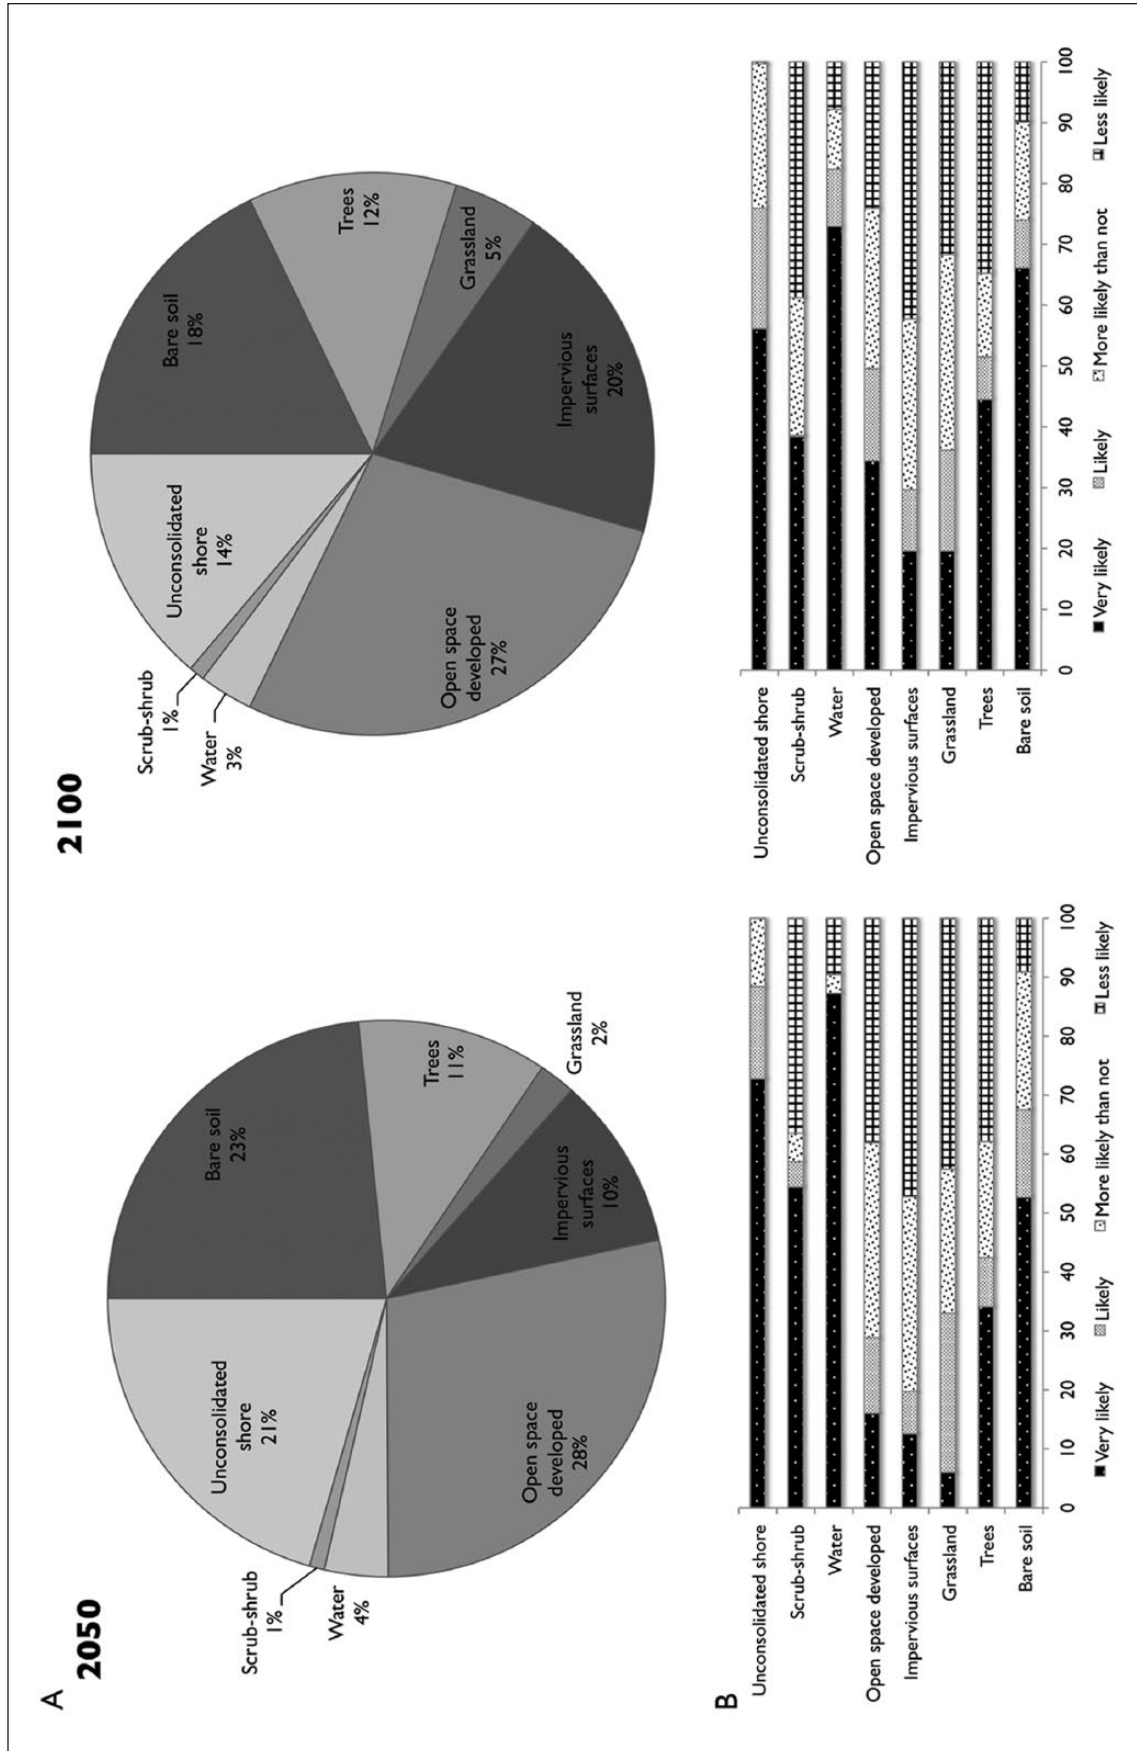 A
2050
Unconsolidated
shore
21%
Bare soil
23%
Scrub-shrub
1%
Water
4%
Trees
11%
Grassland
2%
Impervious
surfaces
10%
Open space
developed
28%
2100
Unconsolidated
shore
14%
Bare soil
18%
Scrub-shrub
1%
Water
3%
Trees
12%
Grassland
5%
Impervious
surfaces
20%
Open space
developed
27%
B
Unconsolidated shore
Scrub-shrub
Water
Open space developed
Impervious surfaces
Grassland
Trees
Bare soil
0 10 20 30 40 50 60 70 80 90 100
Very likely Likely More likely than not Less likely
Unconsolidated shore
Scrub-shrub
Water
Open space developed
Impervious surfaces
Grassland
Trees
Bare soil
0 10 20 30 40 50 60 70 80 90 100
Very likely Likely More likely than not Less likely